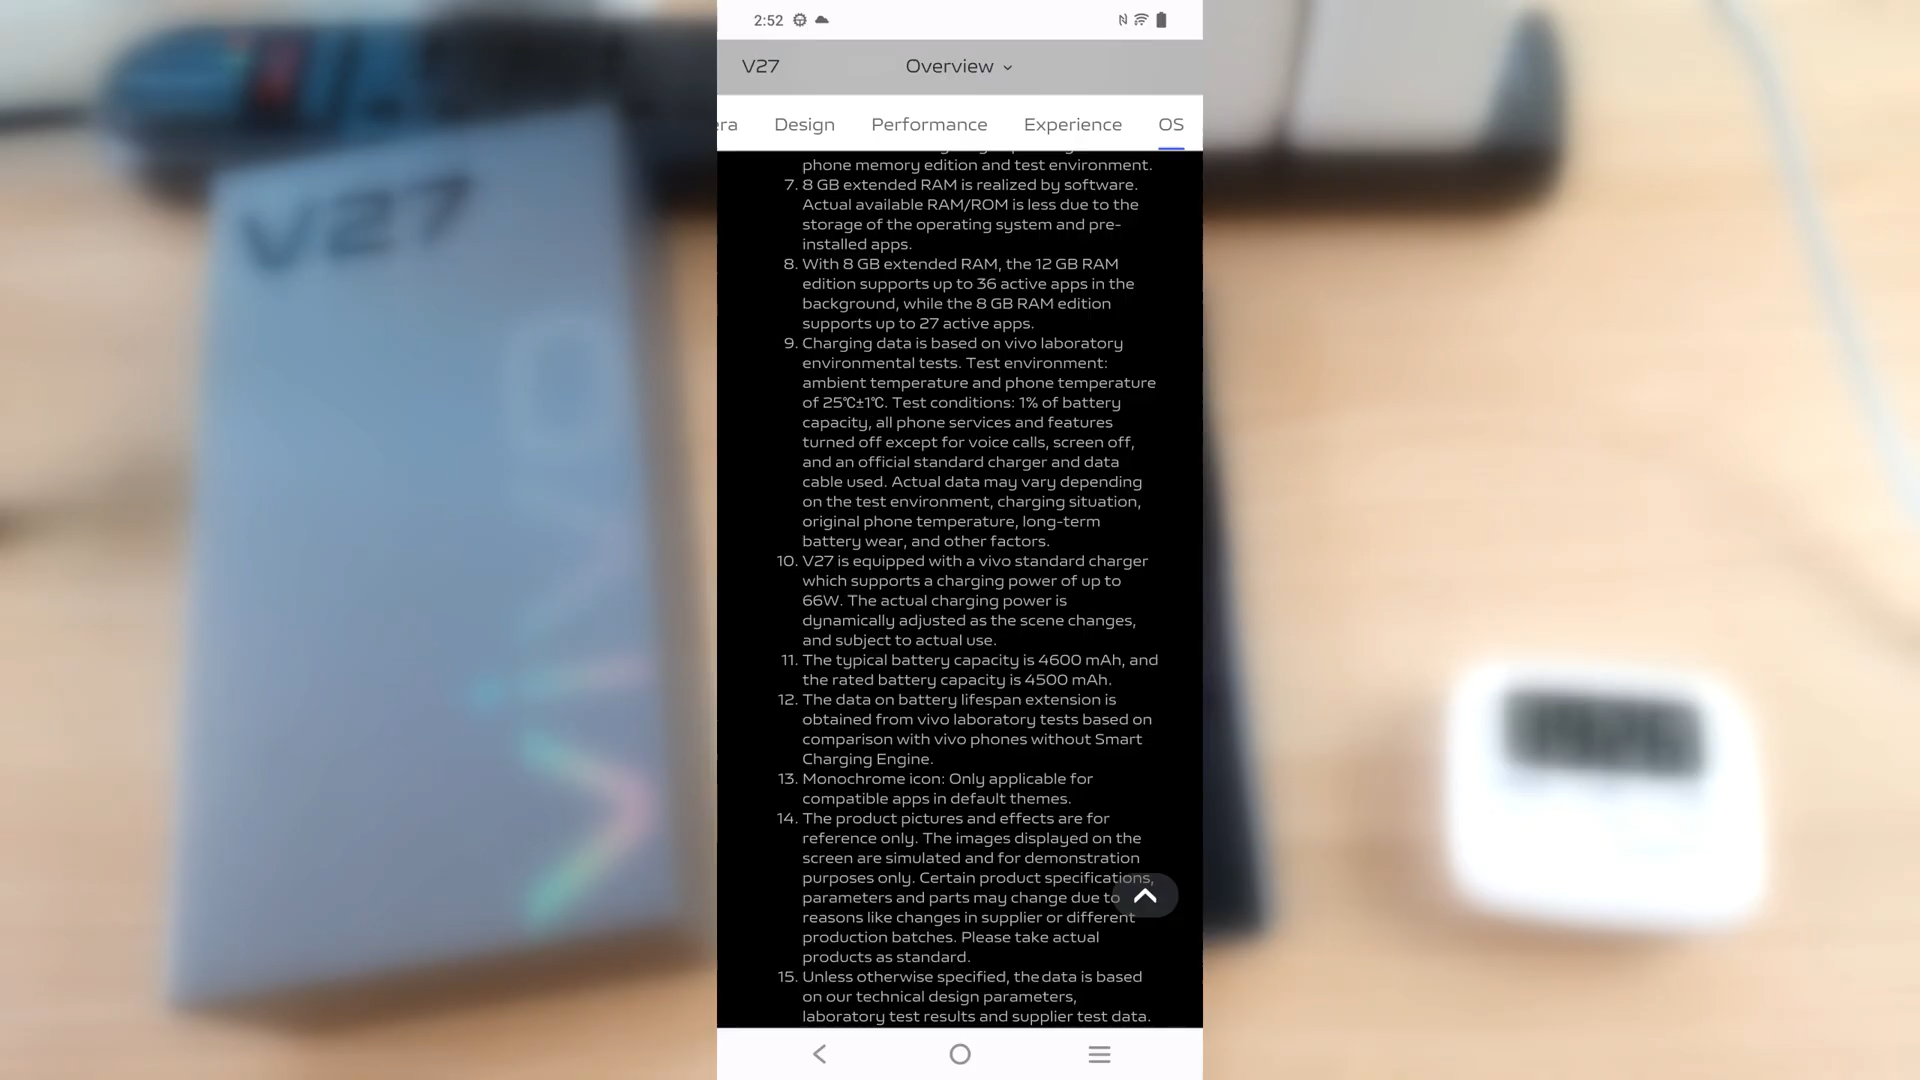 2:52
V27
Overview
era
Design
Performance
Experience
OS
phone memory edition and test environment.
7. 8 GB extended RAM is realized by software.
Actual available RAM/ROM is less due to the
storage of the operating system and pre-
installed apps.
8. With 8 GB extended RAM, the 12 GB RAM
edition supports up to 36 active apps in the
background, while the 8 GB RAM edition
supports up to 27 active apps.
9. Charging data is based on vivo laboratory
environmental tests. Test environment:
ambient temperature and phone temperature
of 25℃±1℃. Test conditions: 1% of battery
capacity, all phone services and features
turned off except for voice calls, screen off,
and an official standard charger and data
cable used. Actual data may vary depending
on the test environment, charging situation,
original phone temperature, long-term
battery wear, and other factors.
10. V27 is equipped with a vivo standard charger
which supports a charging power of up to
66W. The actual charging power is
dynamically adjusted as the scene changes,
and subject to actual use.
11. The typical battery capacity is 4600 mAh, and
the rated battery capacity is 4500 mAh.
12. The data on battery lifespan extension is
obtained from vivo laboratory tests based on
comparison with vivo phones without Smart
Charging Engine.
13. Monochrome icon: Only applicable for
compatible apps in default themes.
14. The product pictures and effects are for
reference only. The images displayed on the
screen are simulated and for demonstration
purposes only. Certain product specifications,
parameters and parts may change due to
reasons like changes in supplier or different
production batches. Please take actual
products as standard.
15. Unless otherwise specified, the data is based
on our technical design parameters,
laboratory test results and supplier test data.
V27
vivo